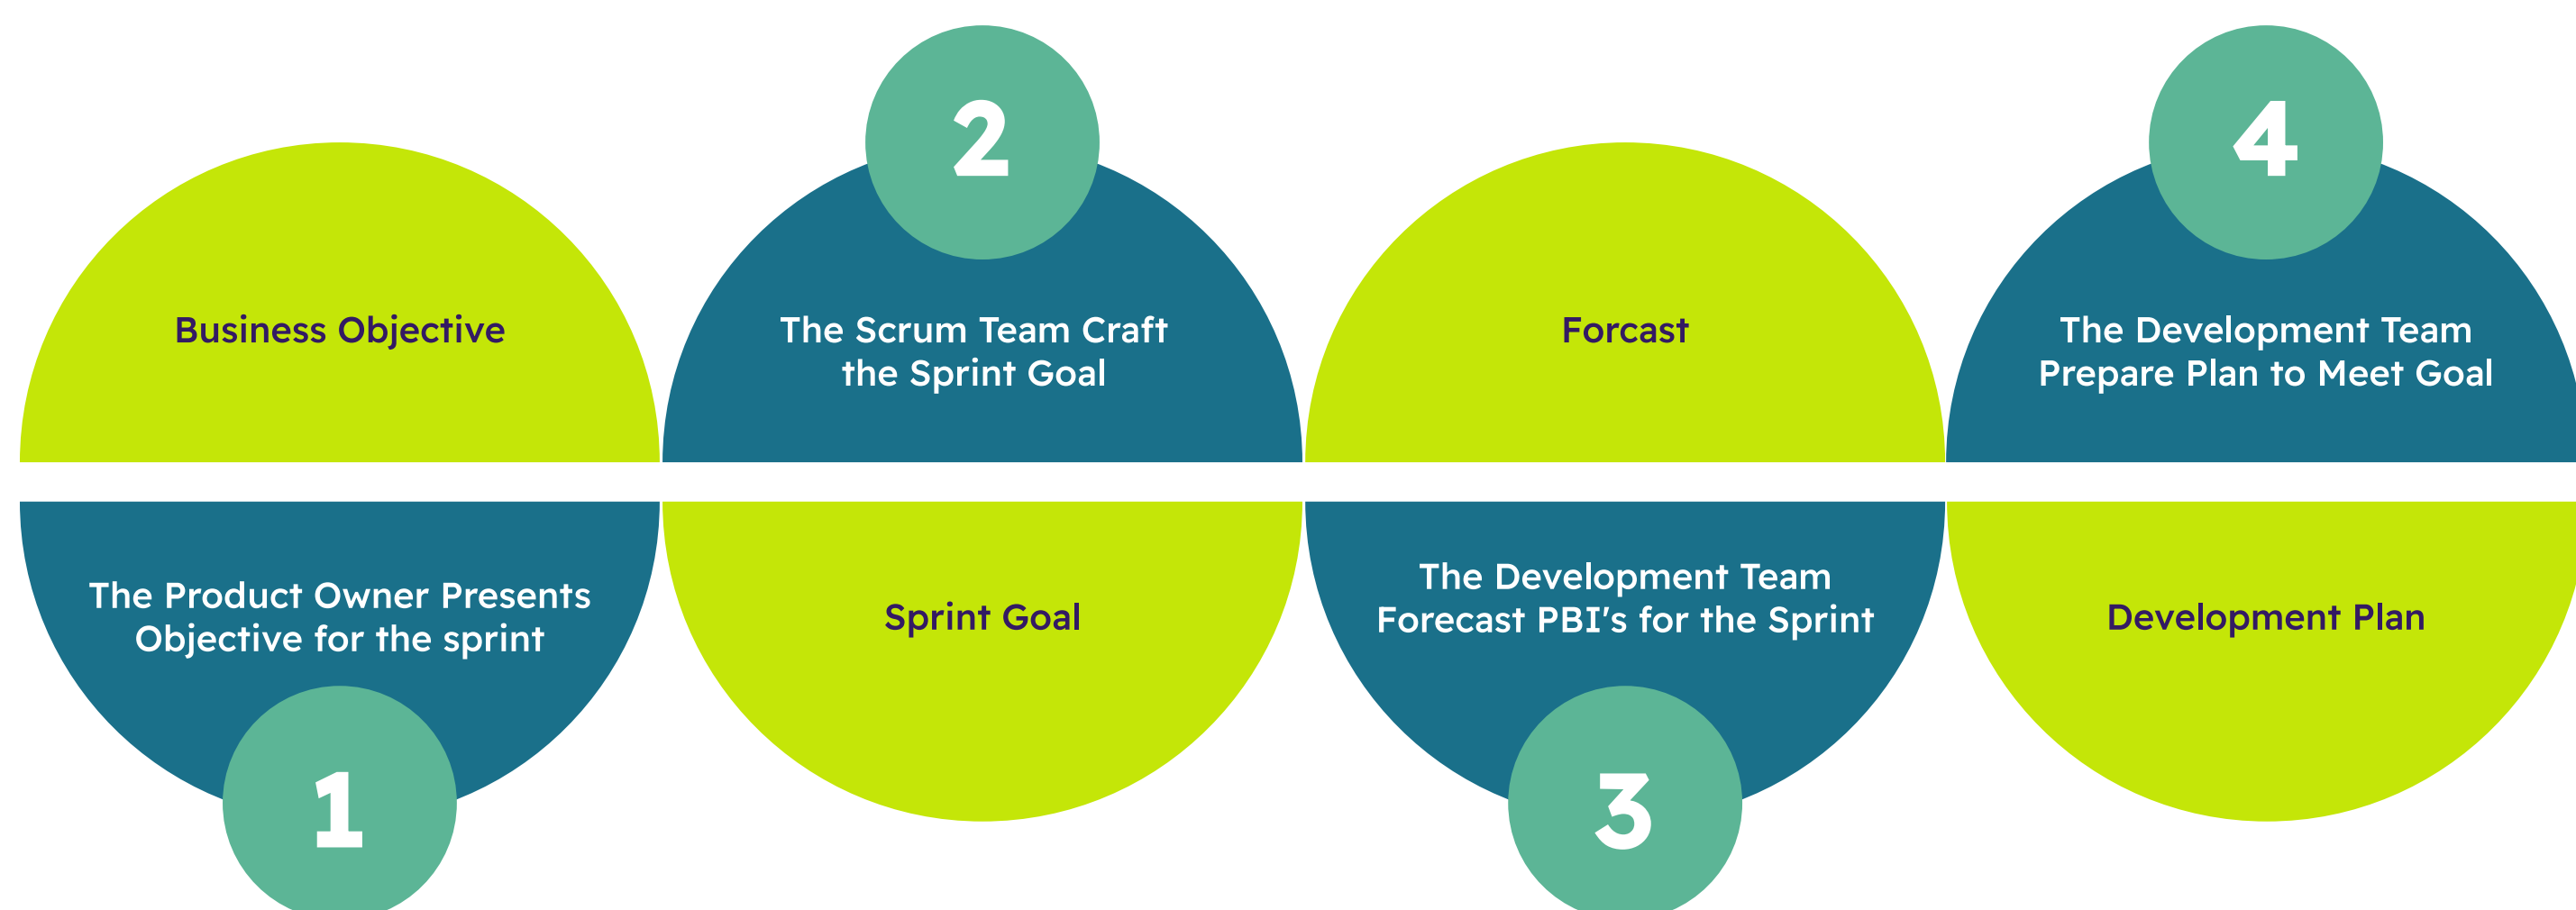 Business Objective
The Product Owner Presents
Objective for the sprint
1
2
The Scrum Team Craft
the Sprint Goal
Sprint Goal
Forcast
The Development Team
Forecast PBI's for the Sprint
3
4
The Development Team
Prepare Plan to Meet Goal
Development Plan